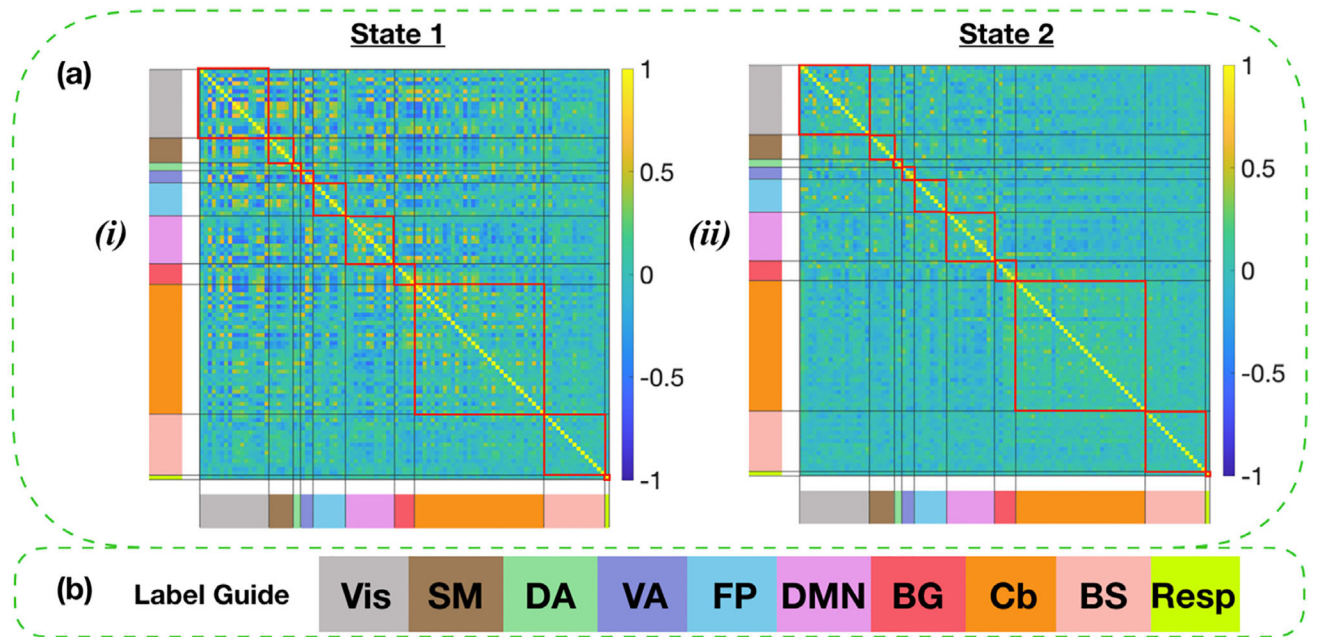 State 1
State 2
(a)
(i)
1
0.5
0
-0.5
-1
(ii)
1
0.5
0
-0.5
-1
(b)
Label Guide
Vis
SM
DA
VA
FP
DMN
BG
Cb
BS
Resp